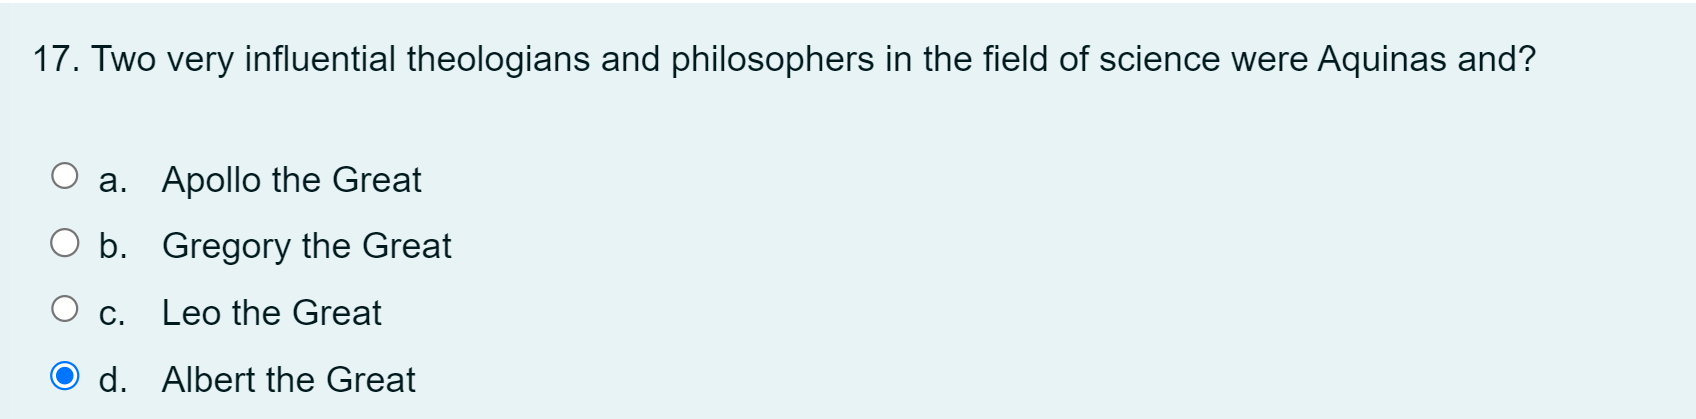 17. Two very influential theologians and philosophers in the field of science were Aquinas and?
a. Apollo the Great
b. Gregory the Great
c. Leo the Great
d. Albert the Great